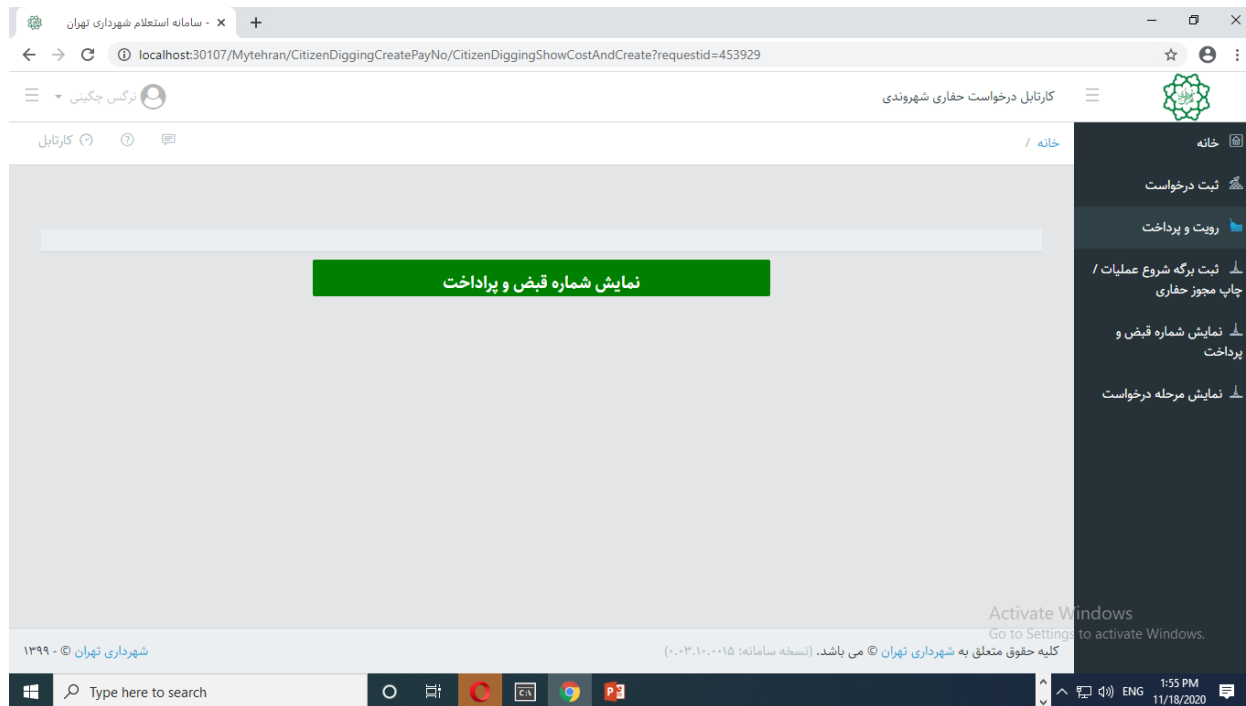 سامانه استعلام شهرداری تهران - ×
+
localhost:30107/Mytehran/CitizenDiggingCreatePayNo/CitizenDiggingShowCostAndCreate?requestid=453929
کارتابل درخواست حفاری شهروندی
نرگس چگینی
خانه /
کارتابل
خانه
ثبت درخواست
رویت و پرداخت
ثبت برگه شروع عملیات /
چاپ مجوز حفاری
نمایش شماره قبض و
پرداخت
نمایش مرحله درخواست
نمایش شماره قبض و پراداخت
Activate Windows
Go to Settings to activate Windows.
کلیه حقوق متعلق به شهرداری تهران © می باشد. (نسخه سامانه: ۰.۰۳.۱۰.۰۰۱۵)
شهرداری تهران © - ۱۳۹۹
Type here to search
ENG
1:55 PM
11/18/2020